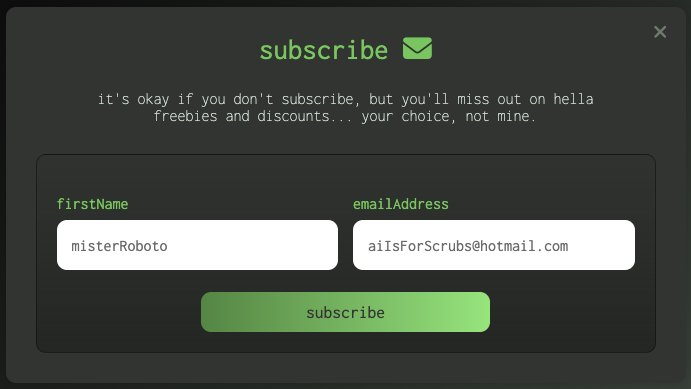 subscribe
it's okay if you don't subscribe, but you'll miss out on hella
freebies and discounts... your choice, not mine.
firstName
emailAddress
misterRoboto
aiIsForScrubs@hotmail.com
subscribe